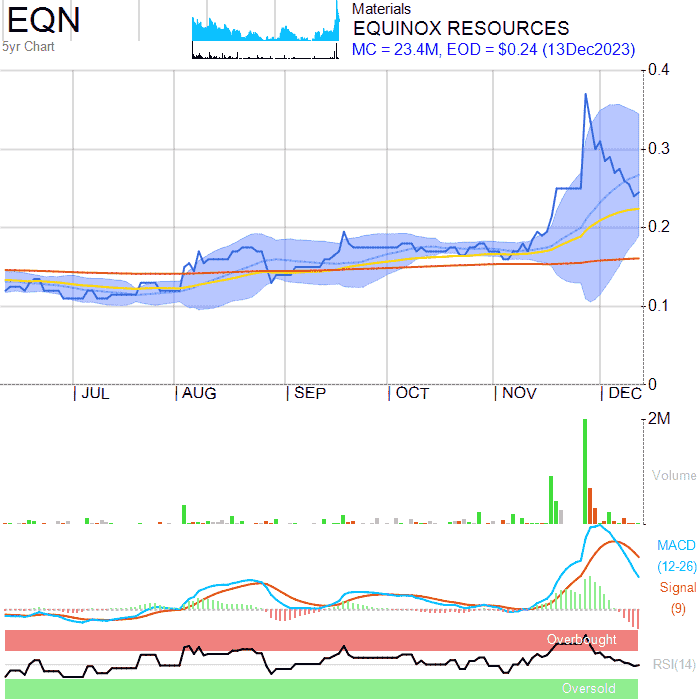 EQN
5yr Chart
Materials
EQUINOX RESOURCES
MC = 23.4M, EOD = $0.24 (13Dec2023)
0.4
0.3
0.2
0.1
0
JUL AUG SEP OCT NOV DEC
2M
Volume
MACD
(12-26)
Signal
(9)
Overbought
RSI(14)
Oversold